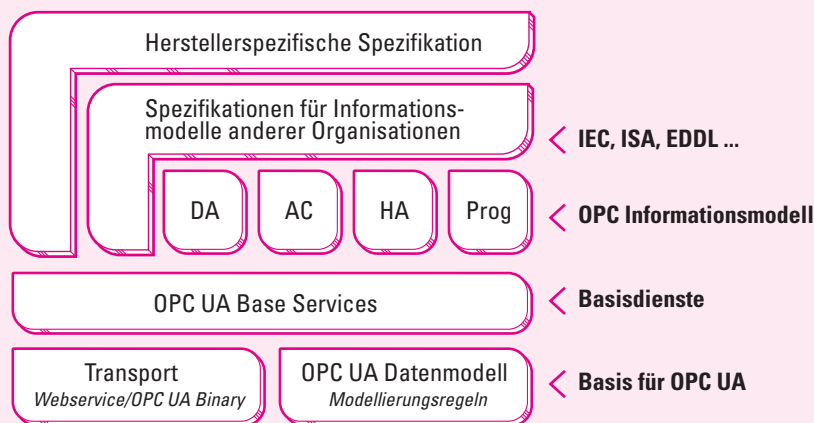 Herstellerspezifische Spezifikation
Spezifikationen für Informations-
modelle anderer Organisationen
IEC, ISA, EDDL ...
DA
AC
HA
Prog
OPC Informationsmodell
OPC UA Base Services
Basisdienste
Transport
Webservice/OPC UA Binary
OPC UA Datenmodell
Modellierungsregeln
Basis für OPC UA